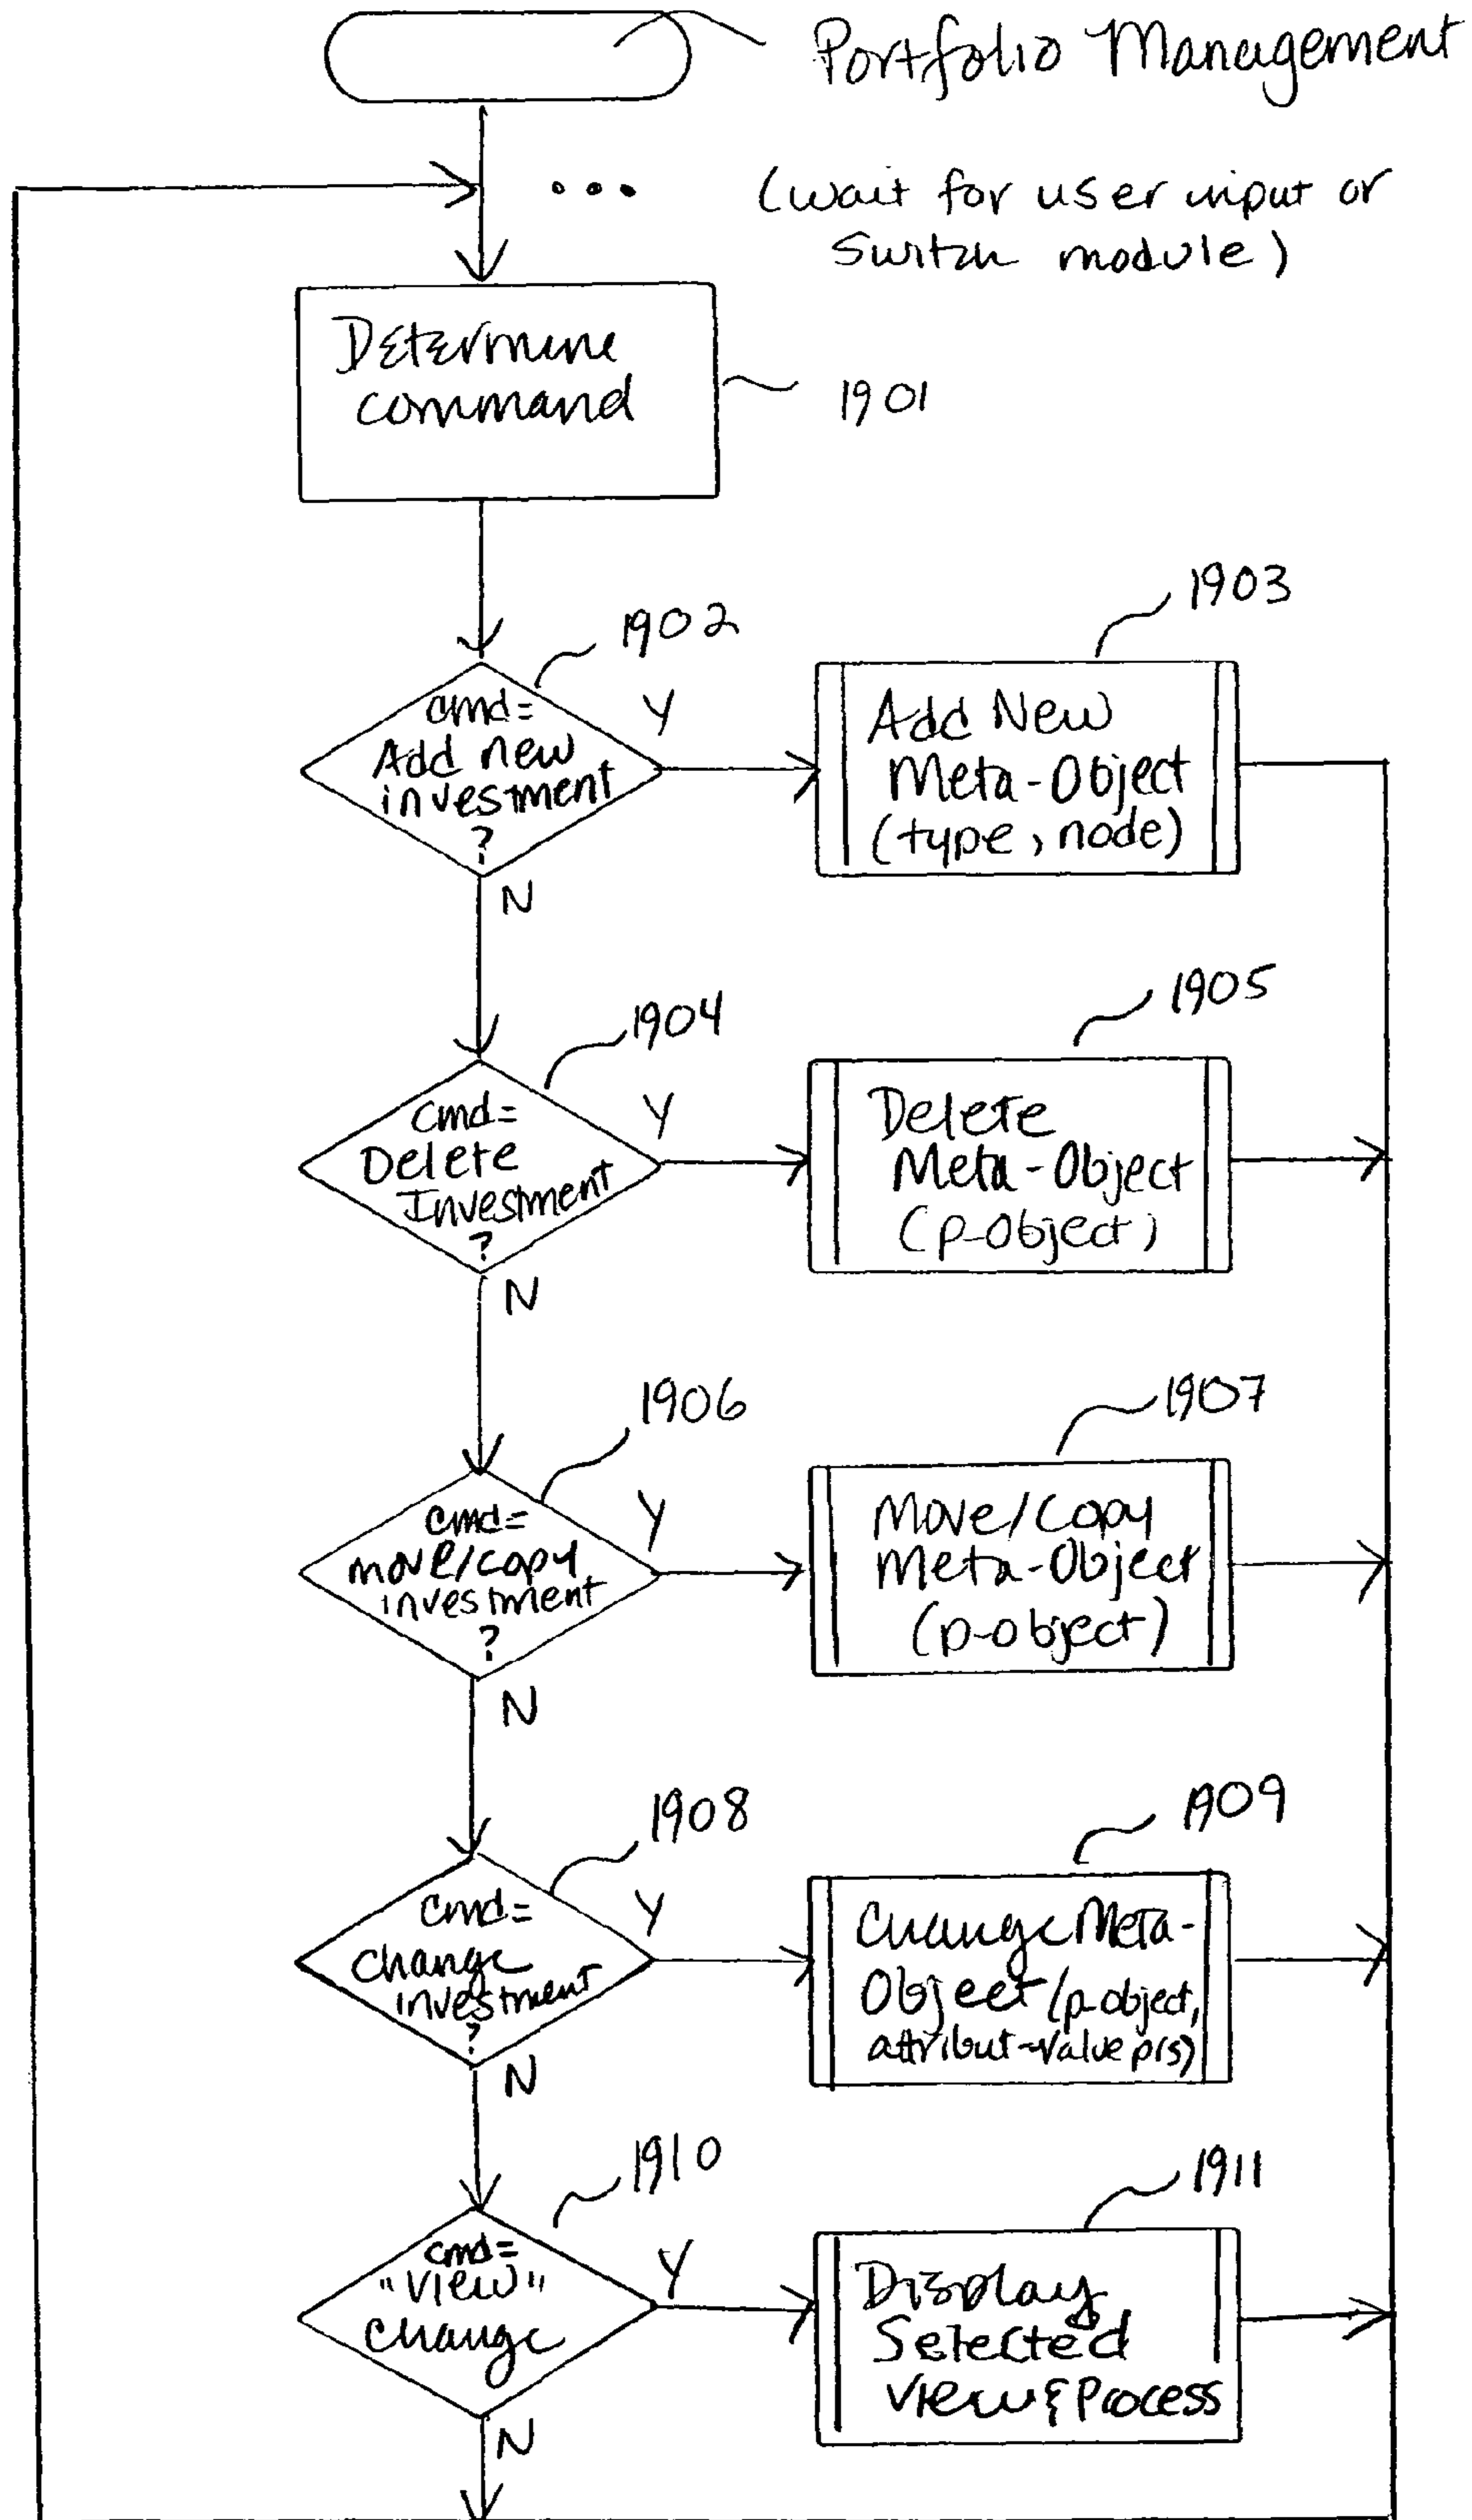 Portfolio Management
(wait for user input or
switch module)
Determine
command
1901
1902
1903
cmd=
Add new
investment
?
Y
N
Add New
Meta-Object
(type, node)
1904
1905
cmd=
Delete
Investment
?
Y
N
Delete
Meta-Object
(p-object)
1906
1907
cmd=
move/copy
investment
?
Y
N
Move/Copy
Meta-Object
(p-object)
1908
1909
cmd=
change
investment
?
Y
N
Change Meta-
Object (p-object,
attribut-value prs)
1910
1911
cmd=
"view"
change
Y
N
Display
Selected
view & Process